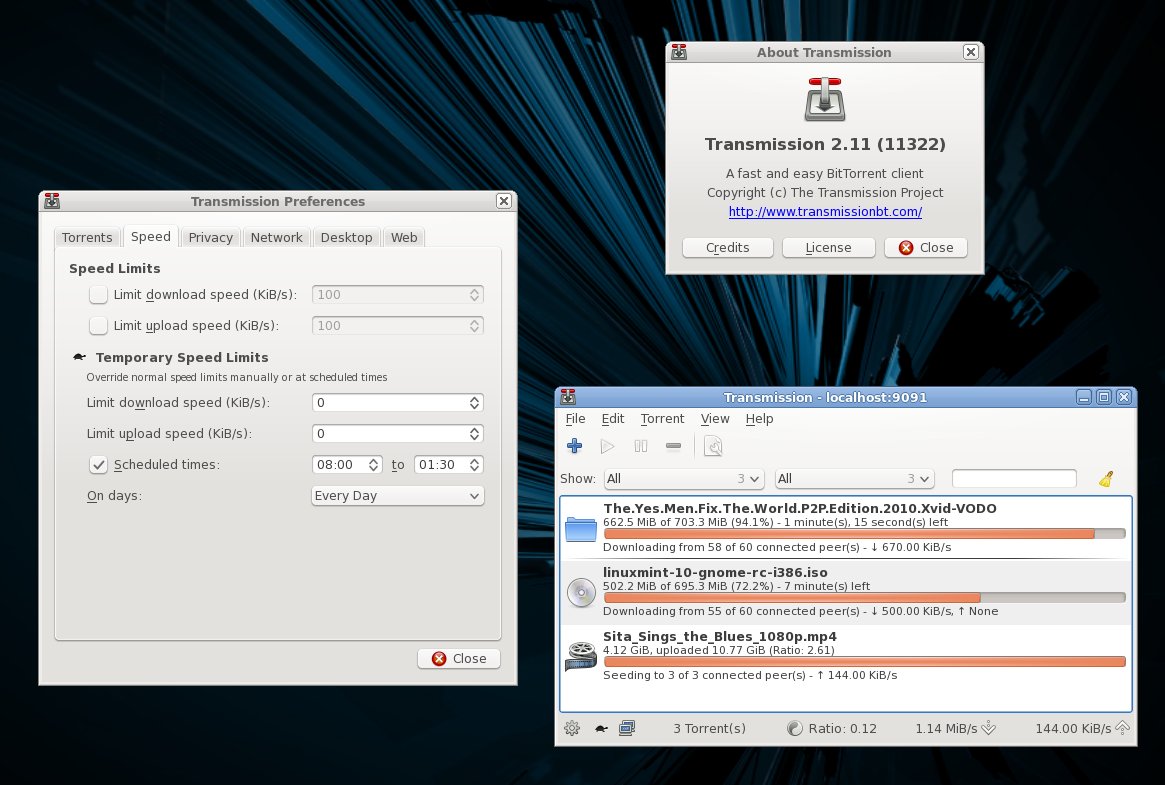 About Transmission
Transmission 2.11 (11322)
A fast and easy BitTorrent client
Copyright (c) The Transmission Project
http://www.transmissionbt.com/
Credits License Close
Transmission Preferences
Torrents Speed Privacy Network Desktop Web
Speed Limits
Limit download speed (KiB/s): 100
Limit upload speed (KiB/s): 100
Temporary Speed Limits
Override normal speed limits manually or at scheduled times
Limit download speed (KiB/s): 0
Limit upload speed (KiB/s): 0
Scheduled times: 08:00 to 01:30
On days: Every Day
Close
Transmission - localhost:9091
File Edit Torrent View Help
Show: All 3 All 3
The.Yes.Men.Fix.The.World.P2P.Edition.2010.Xvid-VODO
662.5 MiB of 703.3 MiB (94.1%) - 1 minute(s), 15 second(s) left
Downloading from 58 of 60 connected peer(s) - ↓ 670.00 KiB/s
linuxmint-10-gnome-rc-i386.iso
502.2 MiB of 695.3 MiB (72.2%) - 7 minute(s) left
Downloading from 55 of 60 connected peer(s) - ↓ 500.00 KiB/s, ↑ None
Sita_Sings_the_Blues_1080p.mp4
4.12 GiB, uploaded 10.77 GiB (Ratio: 2.61)
Seeding to 3 of 3 connected peer(s) - ↑ 144.00 KiB/s
3 Torrent(s) Ratio: 0.12 1.14 MiB/s 144.00 KiB/s